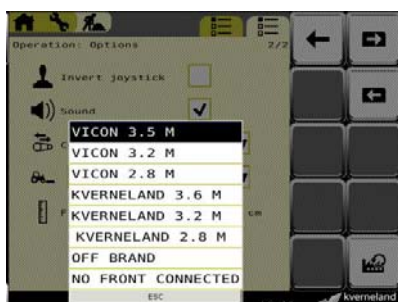 Operation: Options 2/2
Invert joystick
Sound
VICON 3.5 M
VICON 3.2 M
VICON 2.8 M
KVERNELAND 3.6 M
KVERNELAND 3.2 M
KVERNELAND 2.8 M
OFF BRAND
NO FRONT CONNECTED
cm
ESC
kverneland